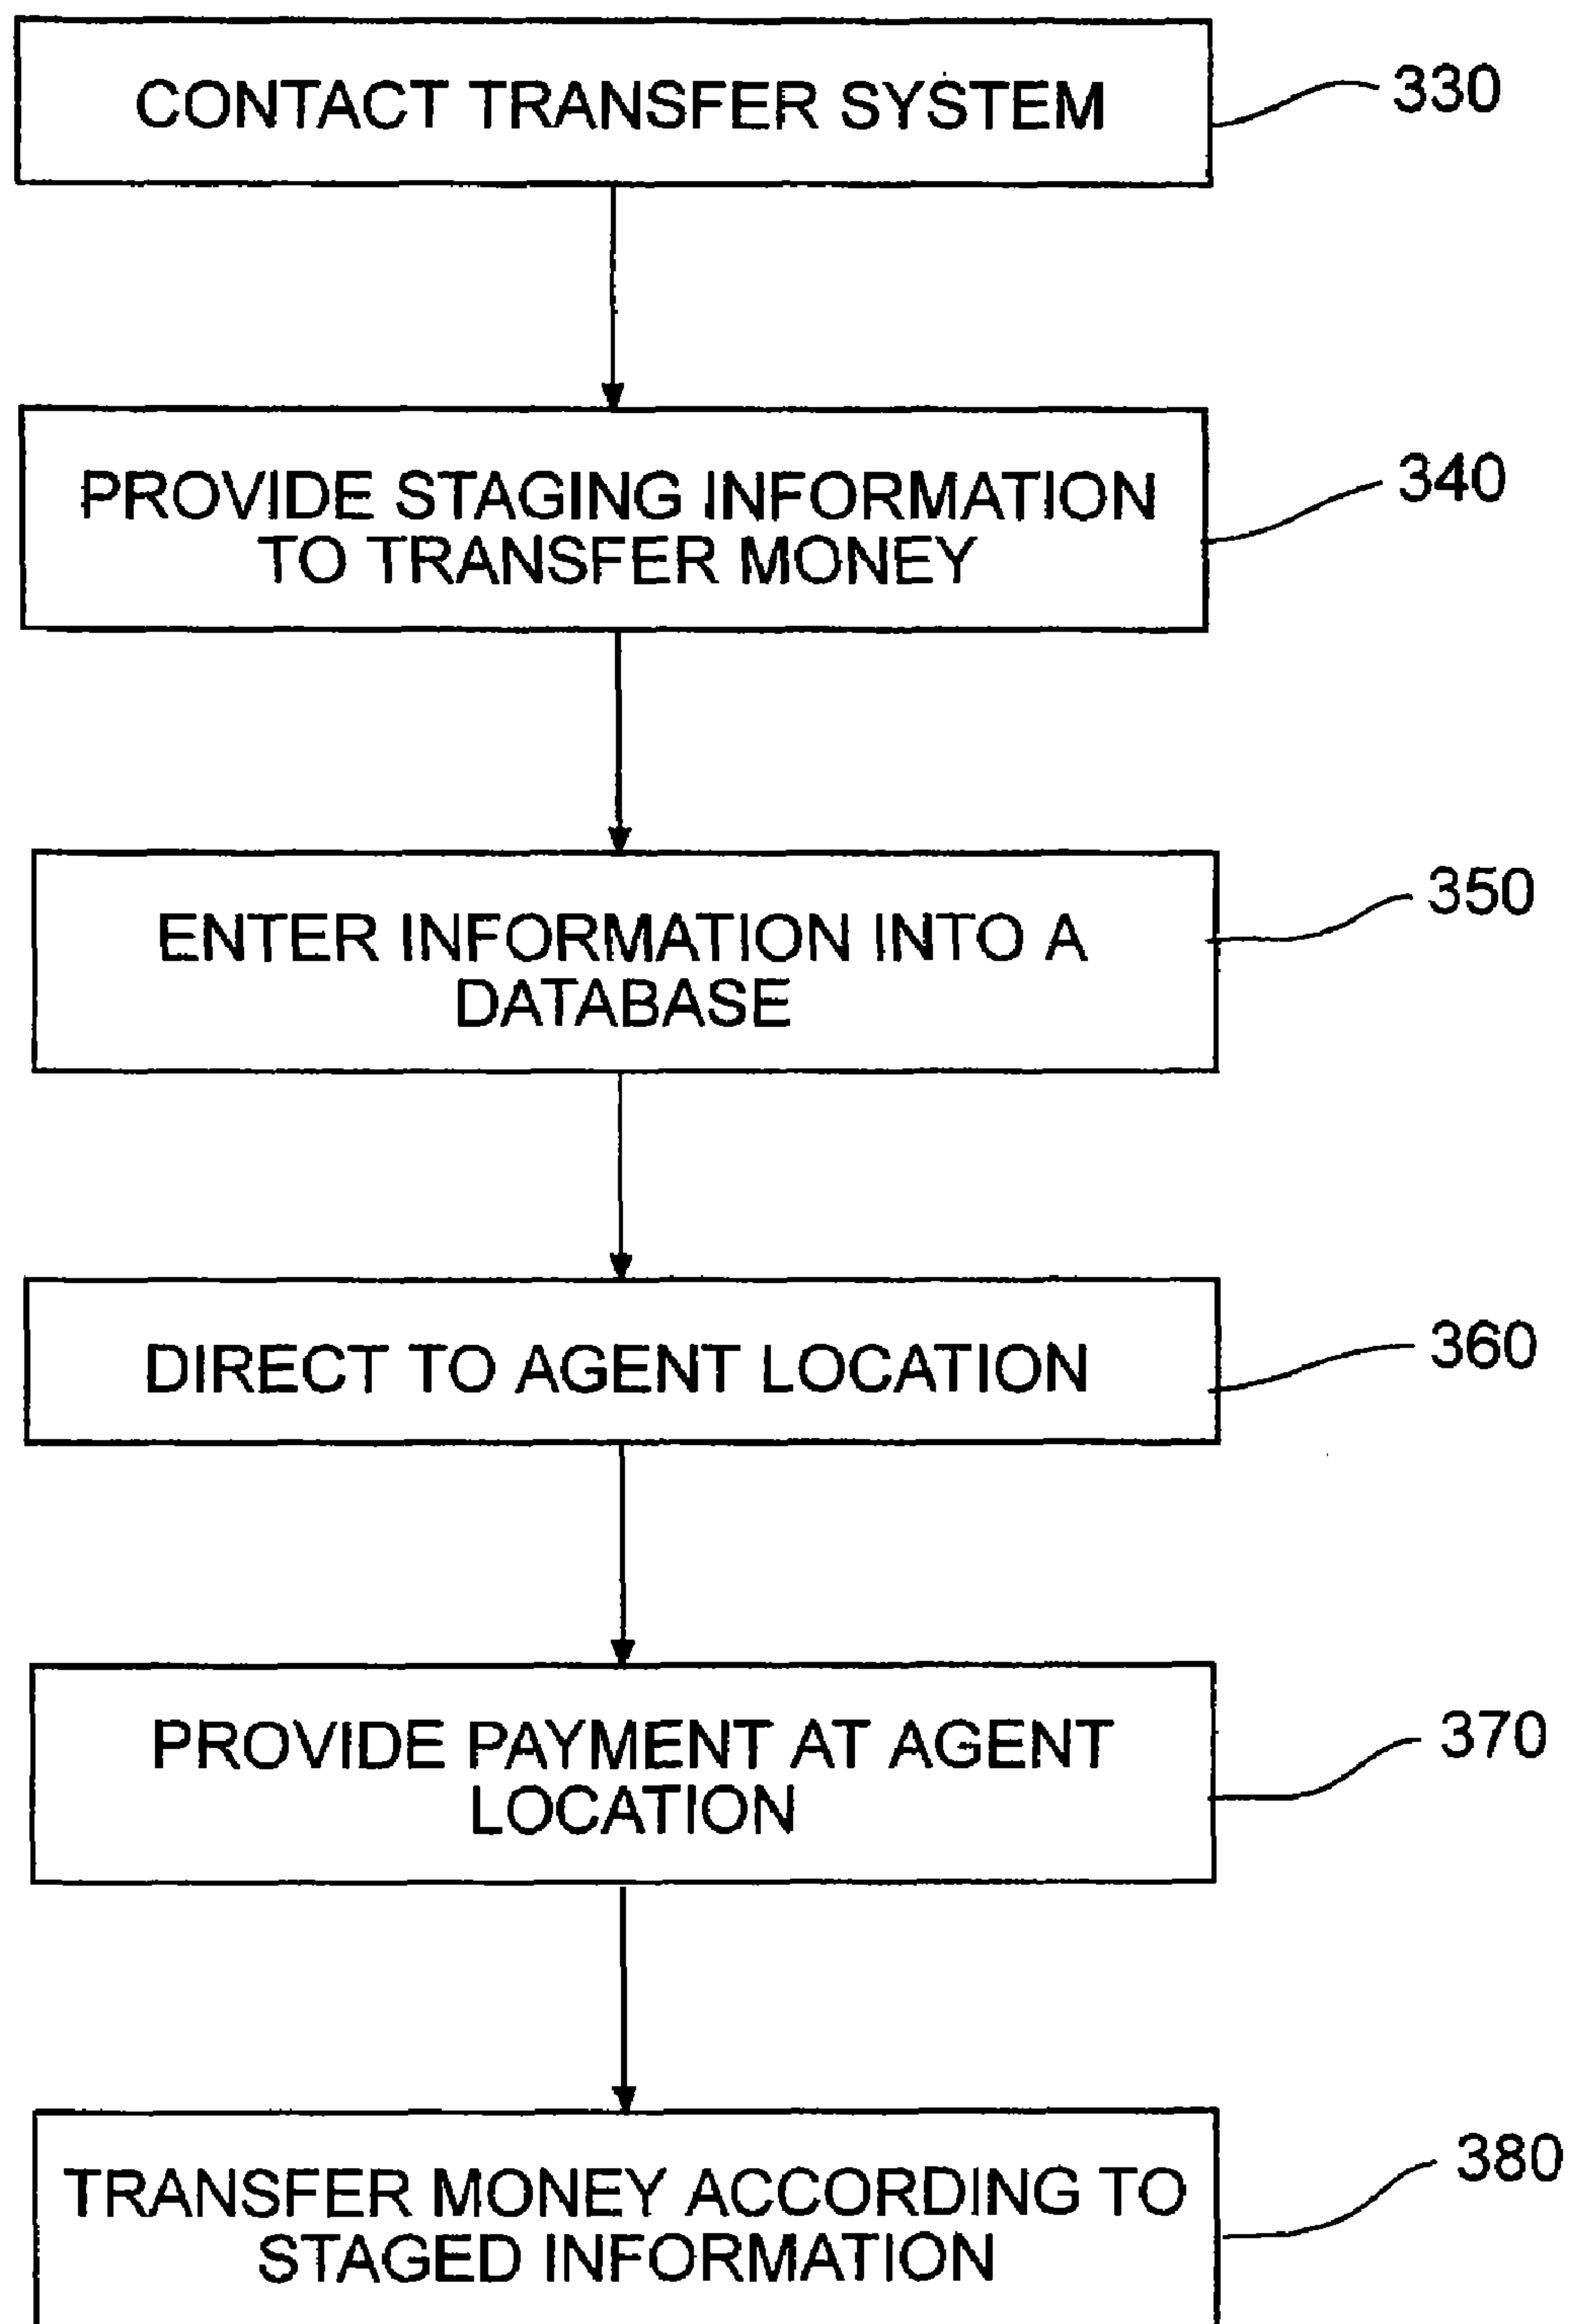 CONTACT TRANSFER SYSTEM
330
PROVIDE STAGING INFORMATION
TO TRANSFER MONEY
340
ENTER INFORMATION INTO A
DATABASE
350
DIRECT TO AGENT LOCATION
360
PROVIDE PAYMENT AT AGENT
LOCATION
370
TRANSFER MONEY ACCORDING TO
STAGED INFORMATION
380